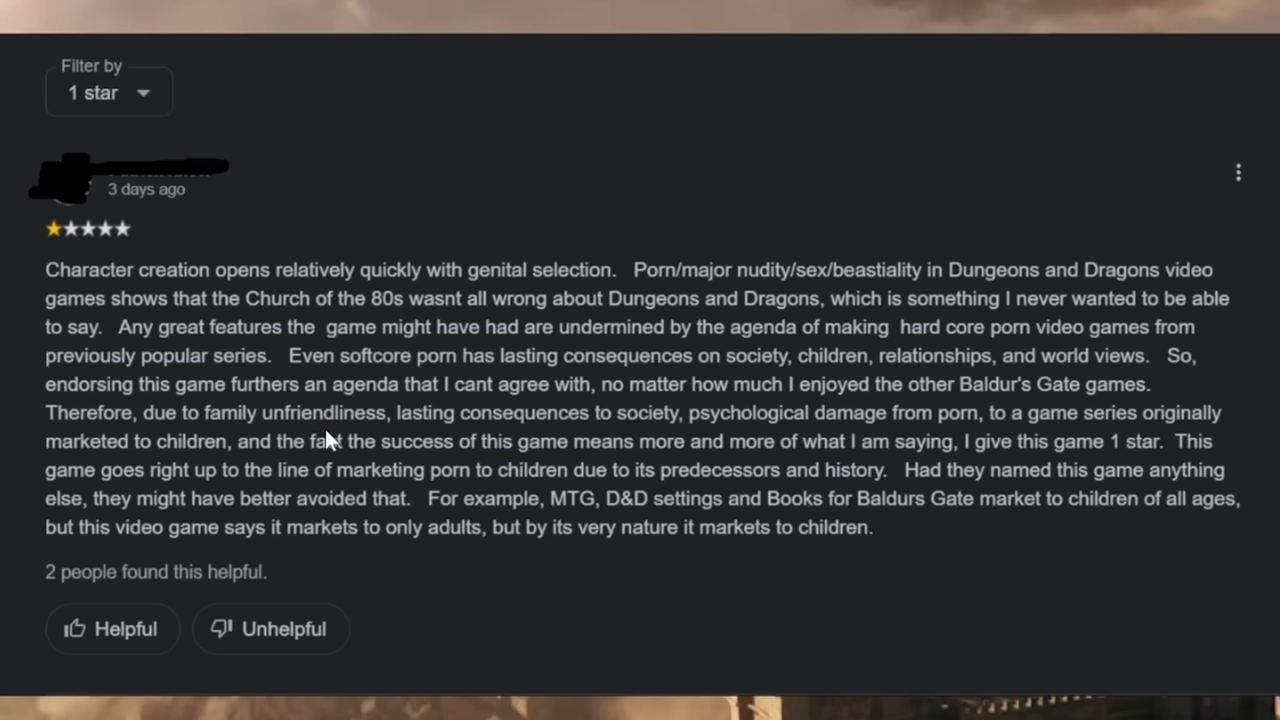 Filter by
1 star
3 days ago
Character creation opens relatively quickly with genital selection. Porn/major nudity/sex/beastiality in Dungeons and Dragons video
games shows that the Church of the 80s wasnt all wrong about Dungeons and Dragons, which is something I never wanted to be able
to say. Any great features the game might have had are undermined by the agenda of making hard core porn video games from
previously popular series. Even softcore porn has lasting consequences on society, children, relationships, and world views. So,
endorsing this game furthers an agenda that I cant agree with, no matter how much I enjoyed the other Baldur's Gate games.
Therefore, due to family unfriendliness, lasting consequences to society, psychological damage from porn, to a game series originally
marketed to children, and the fact the success of this game means more and more of what I am saying, I give this game 1 star. This
game goes right up to the line of marketing porn to children due to its predecessors and history. Had they named this game anything
else, they might have better avoided that. For example, MTG, D&D settings and Books for Baldurs Gate market to children of all ages,
but this video game says it markets to only adults, but by its very nature it markets to children.
2 people found this helpful.
Helpful Unhelpful